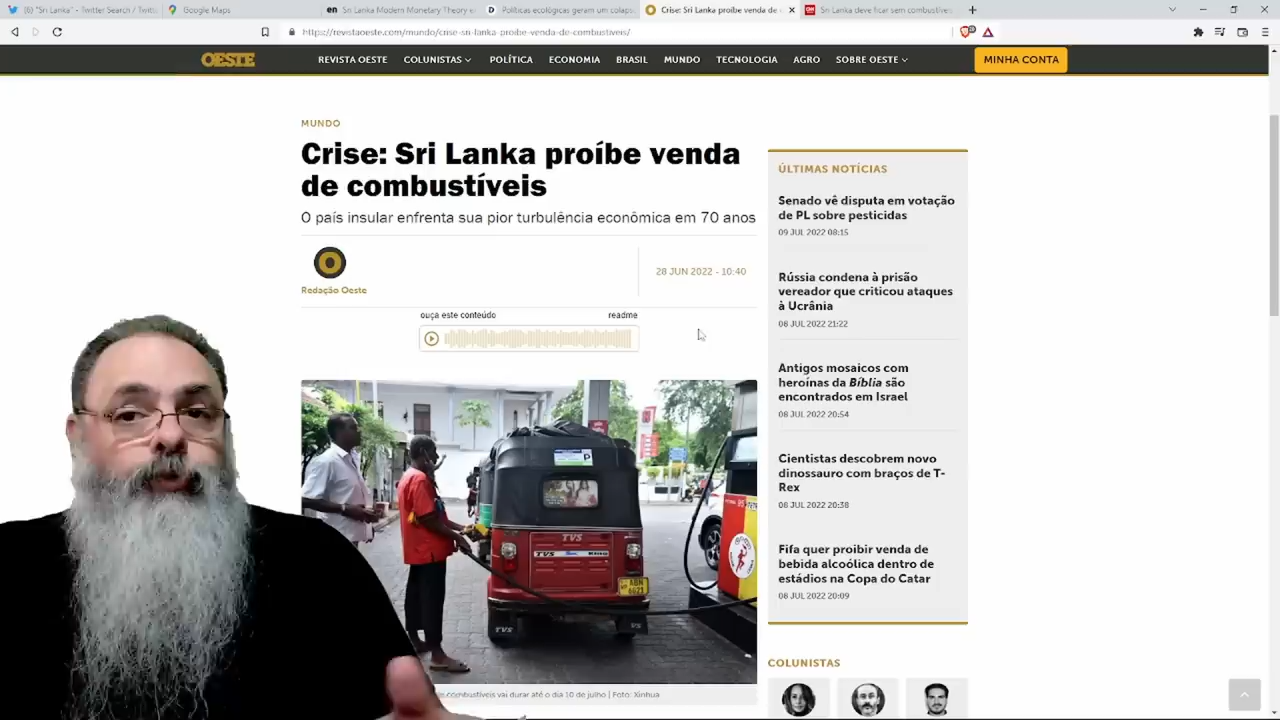 (6) "Sri Lanka" - Twitter Search / Twitte
Google Maps
Sri Lanka Modern Monetary Theory e
Políticas ecológicas geram um colaps
Crise: Sri Lanka proíbe venda de c
Sri Lanka deve ficar sem combustíve
https://revistaoeste.com/mundo/crise-sri-lanka-proibe-venda-de-combustiveis/
OESTE
REVISTA OESTE
COLUNISTAS
POLÍTICA
ECONOMIA
BRASIL
MUNDO
TECNOLOGIA
AGRO
SOBRE OESTE
MINHA CONTA
MUNDO
Crise: Sri Lanka proíbe venda
de combustíveis
O país insular enfrenta sua pior turbulência econômica em 70 anos
Redação Oeste
28 JUN 2022 - 10:40
ouça este conteúdo
readme
TVS
TVS King
TVS
TVS
combustíveis vai durar até o dia 10 de julho | Foto: Xinhua
ÚLTIMAS NOTÍCIAS
Senado vê disputa em votação
de PL sobre pesticidas
09 JUL 2022 08:15
Rússia condena à prisão
vereador que criticou ataques
à Ucrânia
08 JUL 2022 21:22
Antigos mosaicos com
heroínas da Bíblia são
encontrados em Israel
08 JUL 2022 20:54
Cientistas descobrem novo
dinossauro com braços de T-
Rex
08 JUL 2022 20:38
Fifa quer proibir venda de
bebida alcoólica dentro de
estádios na Copa do Catar
08 JUL 2022 20:09
COLUNISTAS